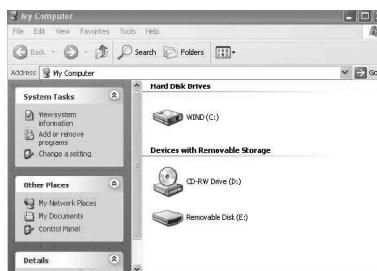 My Computer
File Edit View Favorites Tools Help
Back Search Folders
Address My Computer Go
System Tasks
View system
information
Add or remove
programs
Change a setting
Other Places
My Network Places
My Documents
Control Panel
Details
Hard Disk Drives
WIND (C:)
Devices with Removable Storage
CD-RW Drive (D:)
Removable Disk (E:)